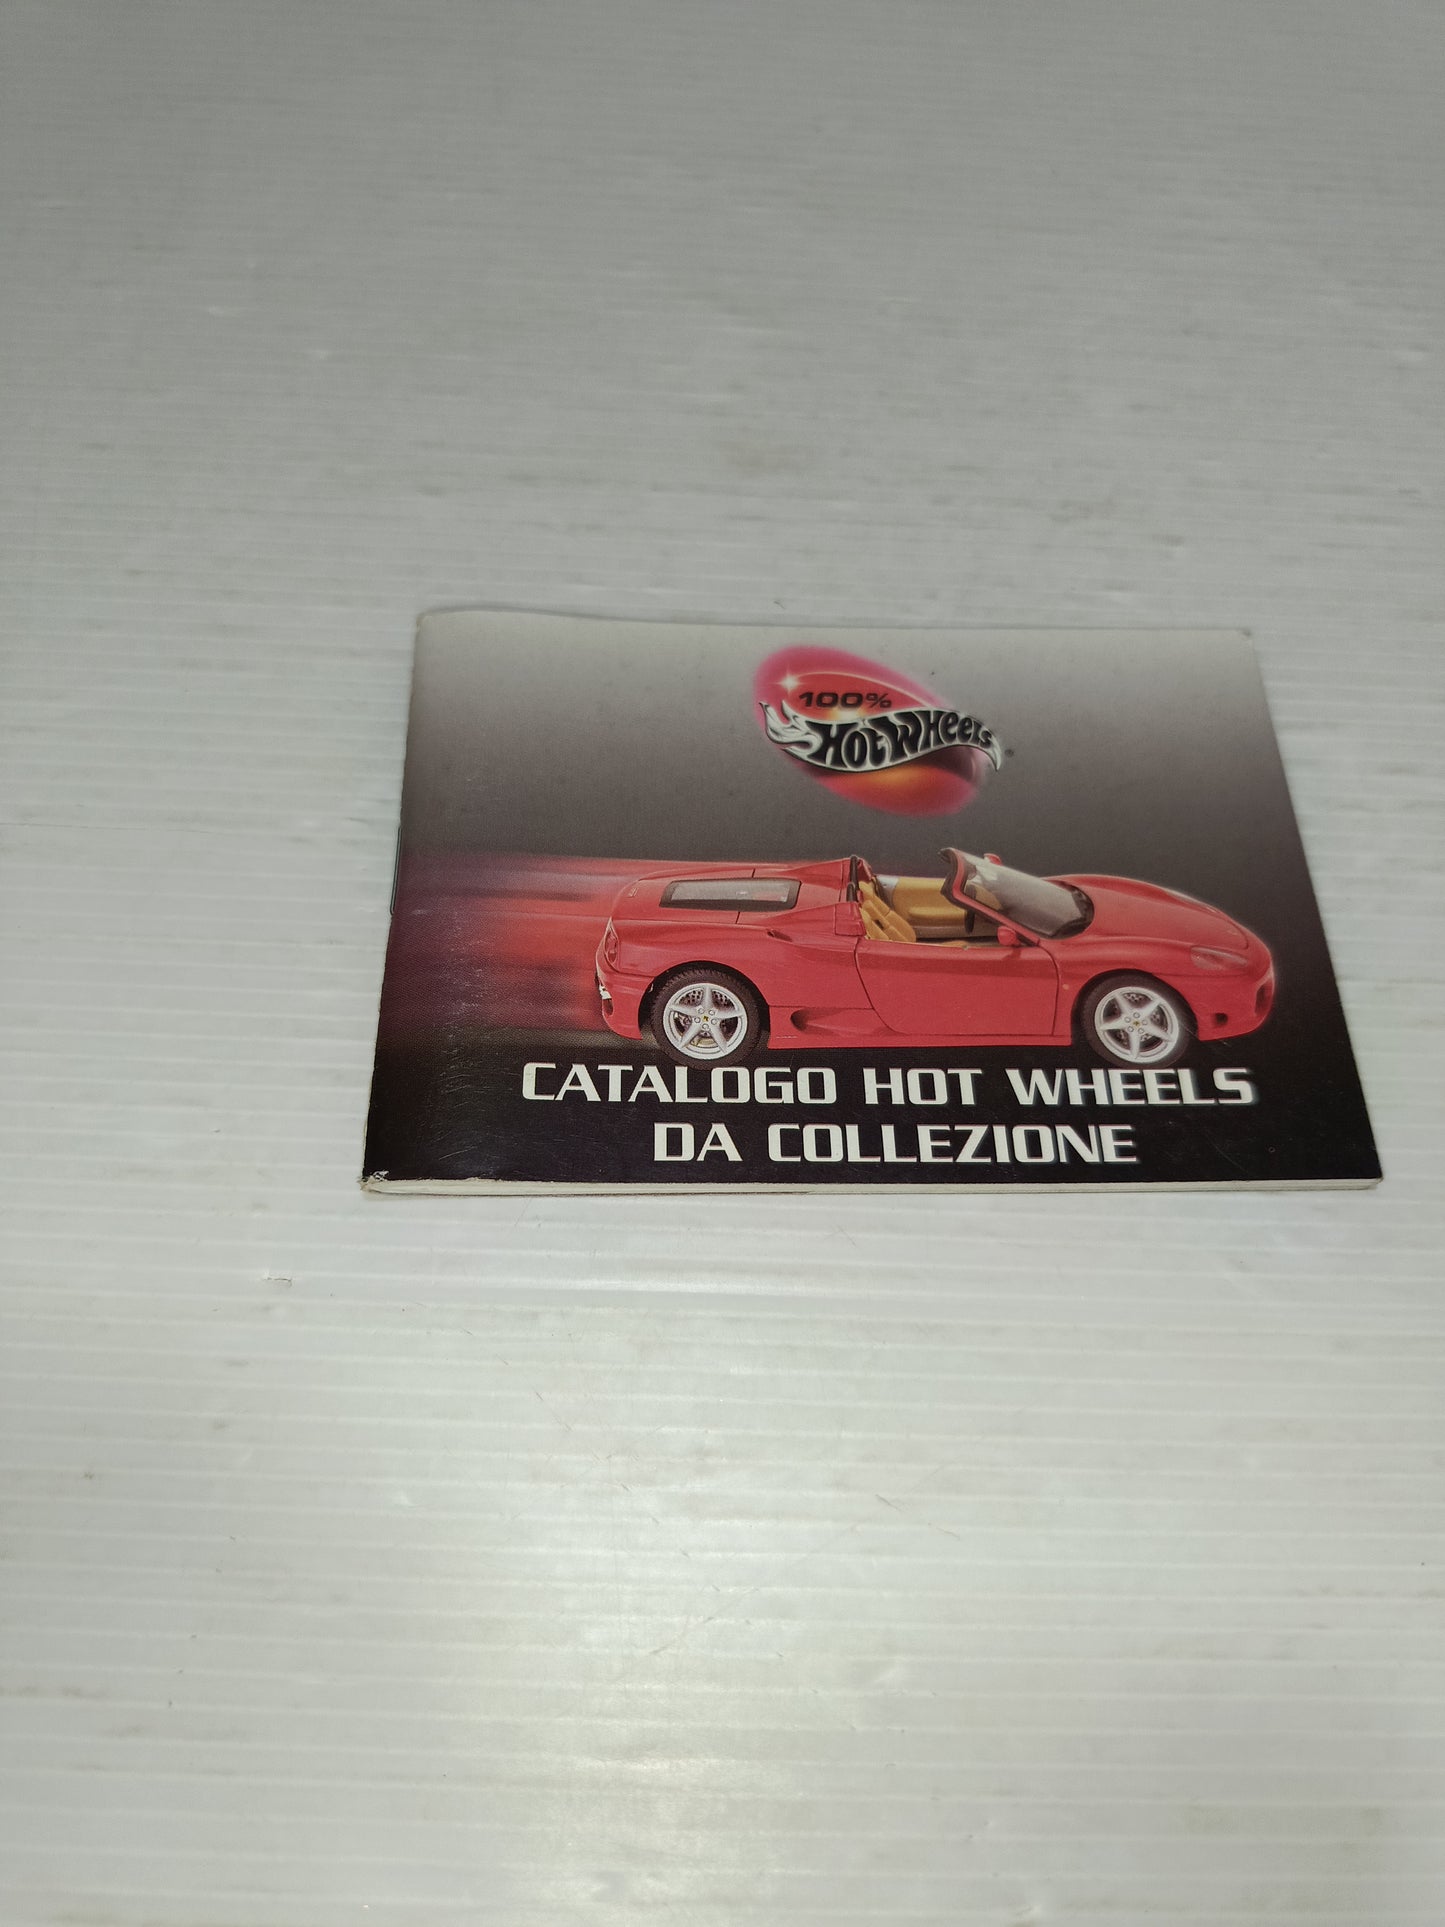 100%
Hot Wheels®
CATALOGO HOT WHEELS
DA COLLEZIONE